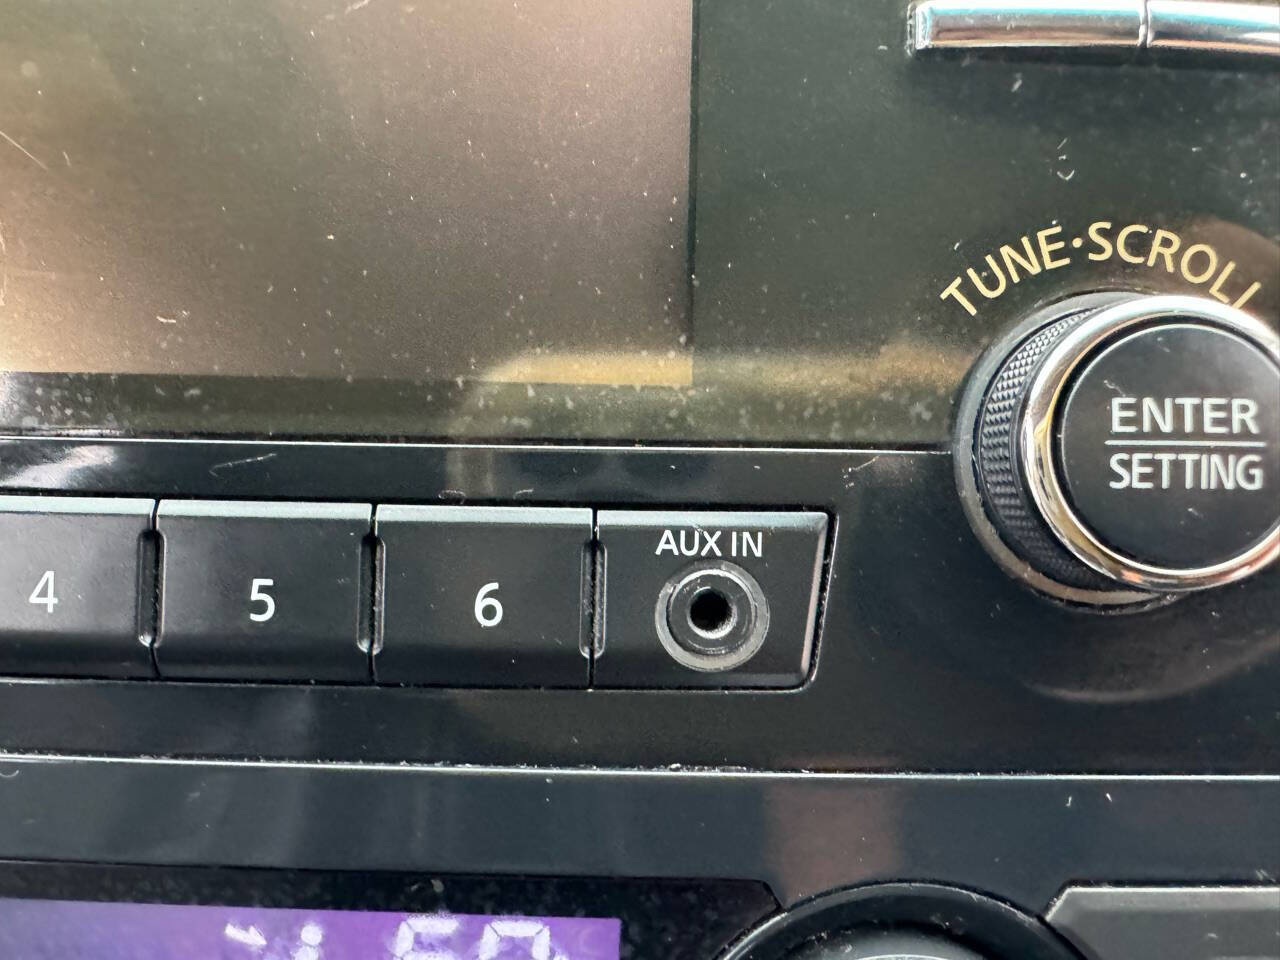 TUNE·SCROLL
ENTER
SETTING
4 5 6 AUX IN